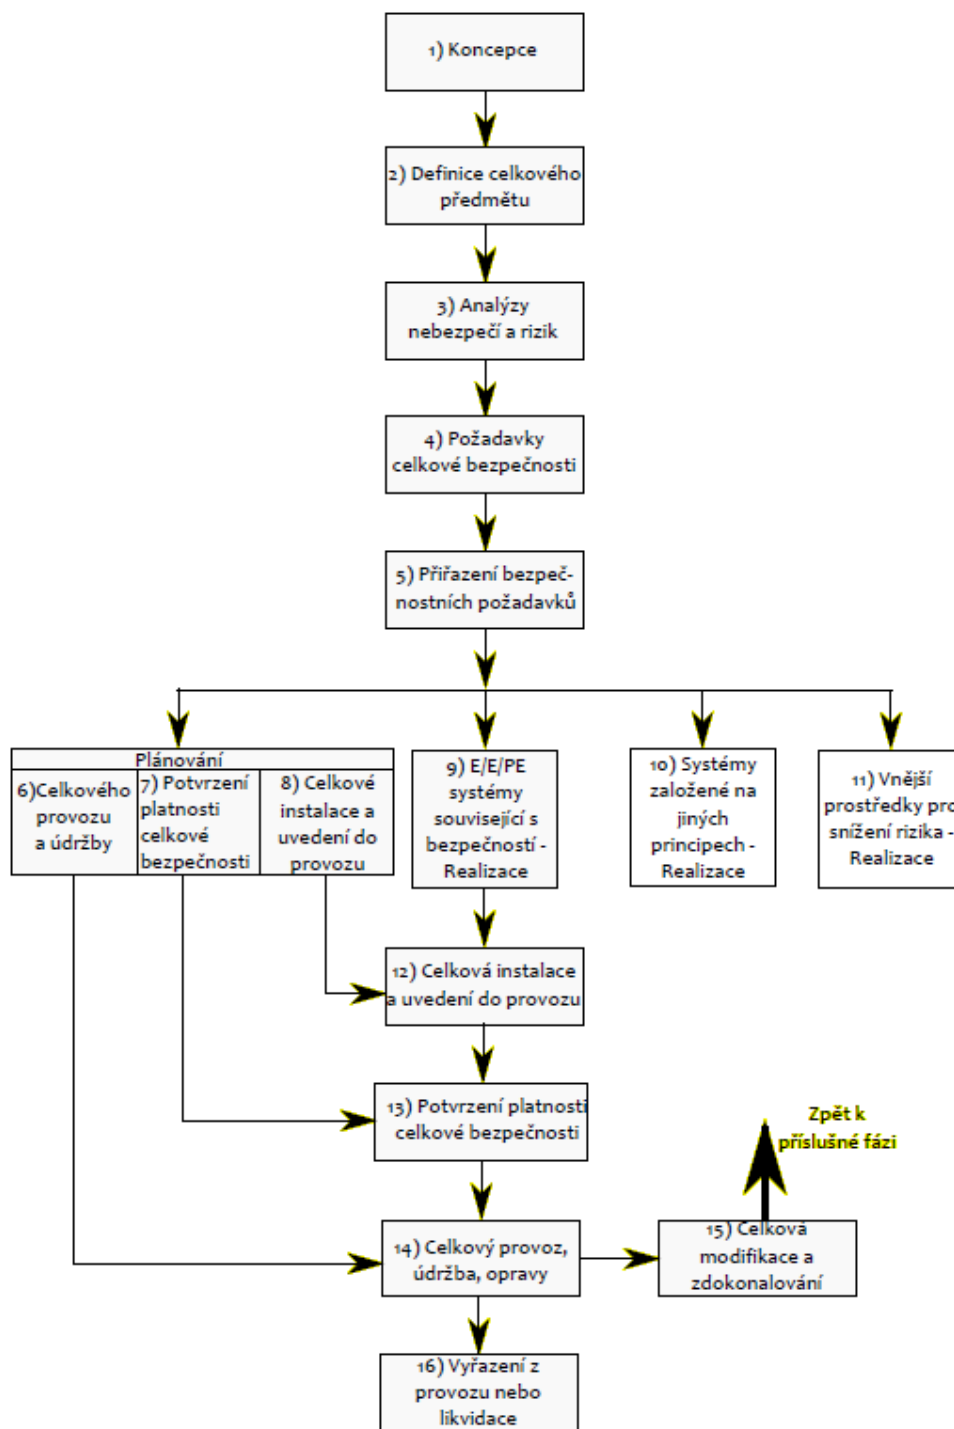 1) Koncepce
2) Definice celkového
předmětu
3) Analýzy
nebezpečí a rizik
4) Požadavky
celkové bezpečnosti
5) Přiřazení bezpeč-
nostních požadavků
Plánování
6)Celkového
provozu
a údržby
7) Potvrzení
platnosti
celkové
bezpečnosti
8) Celkové
instalace a
uvedení do
provozu
9) E/E/PE
systémy
související s
bezpečností -
Realizace
10) Systémy
založené na
jiných
principech -
Realizace
11) Vnější
prostředky pro
snížení rizika -
Realizace
12) Celková instalace
a uvedení do provozu
13) Potvrzení platnosti
celkové bezpečnosti
Zpět k
příslušné fázi
14) Celkový provoz,
údržba, opravy
15) Celková
modifikace a
zdokonalování
16) Vyřazení z
provozu nebo
likvidace